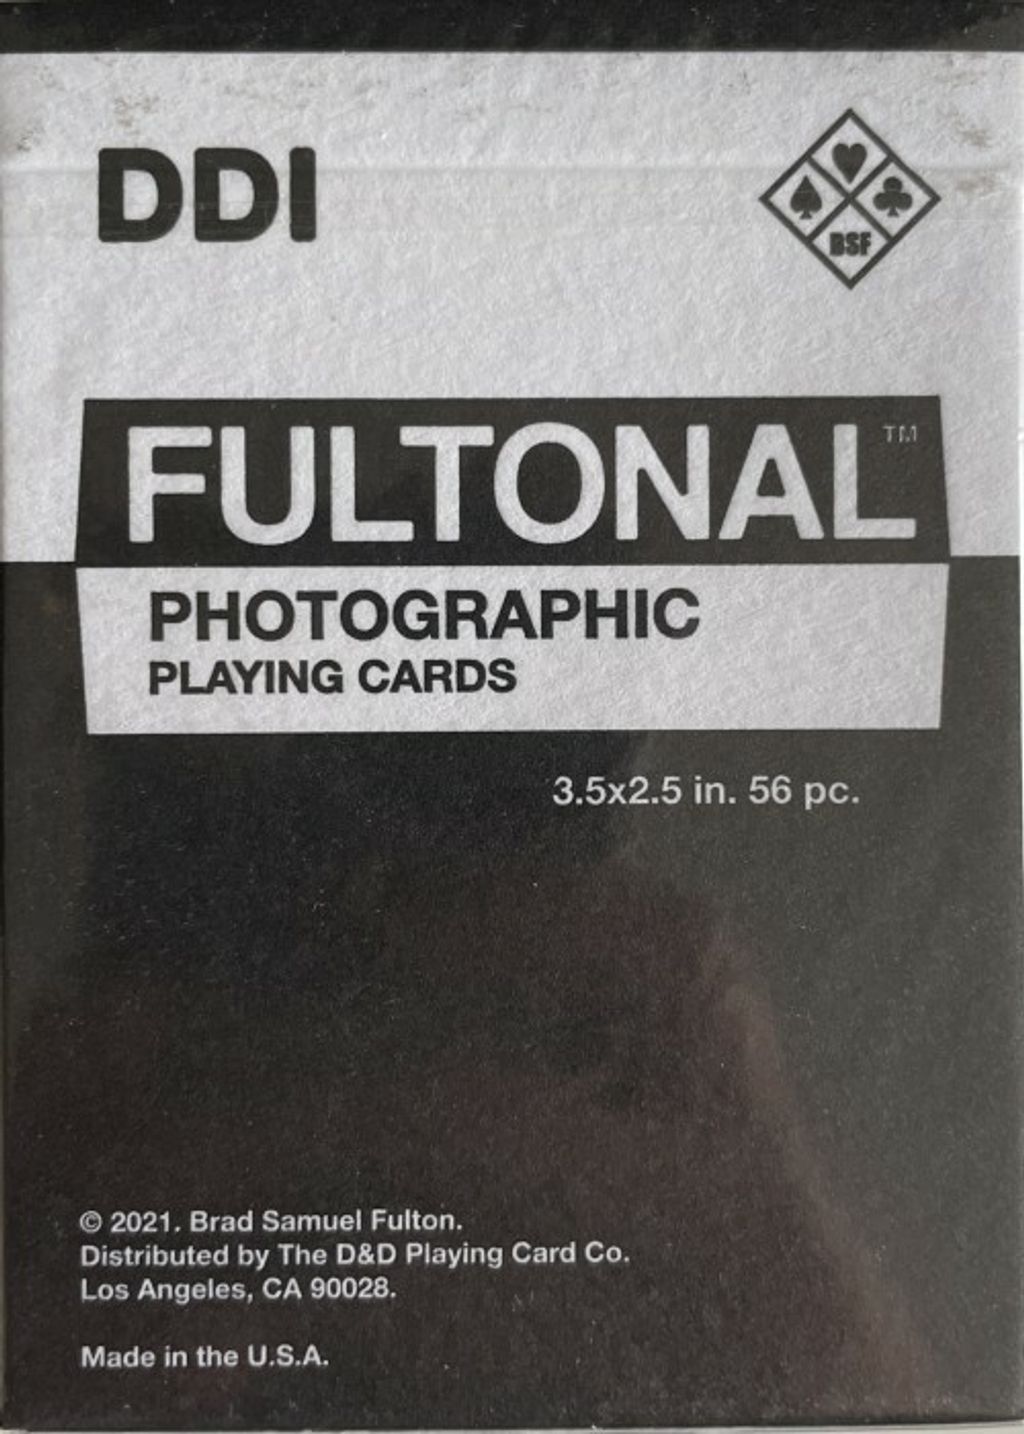 DDI
BSF
FULTONAL™
PHOTOGRAPHIC
PLAYING CARDS
3.5x2.5 in. 56 pc.
© 2021. Brad Samuel Fulton.
Distributed by The D&D Playing Card Co.
Los Angeles, CA 90028.
Made in the U.S.A.